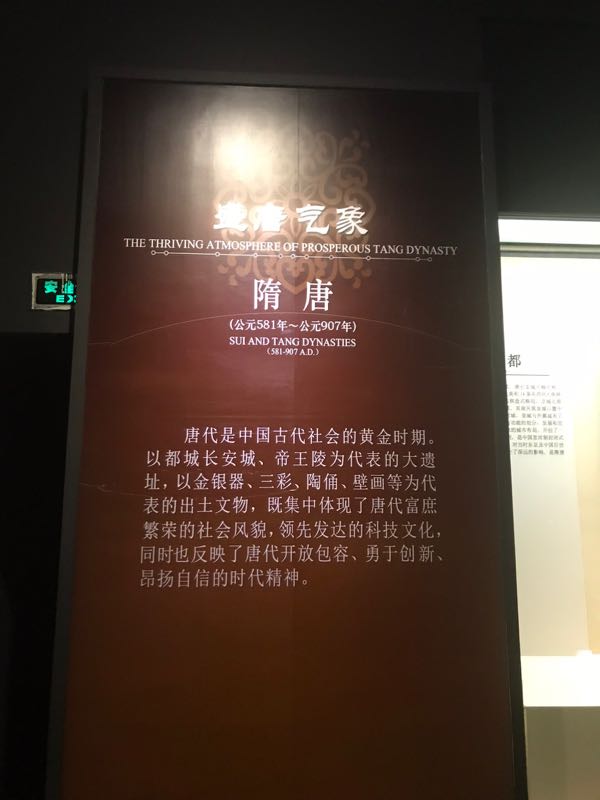 唐气象
THE THRIVING ATMOSPHERE OF PROSPEROUS TANG DYNASTY
隋唐
(公元581年～公元907年)
SUI AND TANG DYNASTIES
(581-907 A.D.)
唐代是中国古代社会的黄金时期。
以都城长安城、帝王陵为代表的大遗
址，以金银器、三彩、陶俑、壁画等为代
表的出土文物，既集中体现了唐代富庶
繁荣的社会风貌，领先发达的科技文化，
同时也反映了唐代开放包容、勇于创新、
昂扬自信的时代精神。
安
EX
都